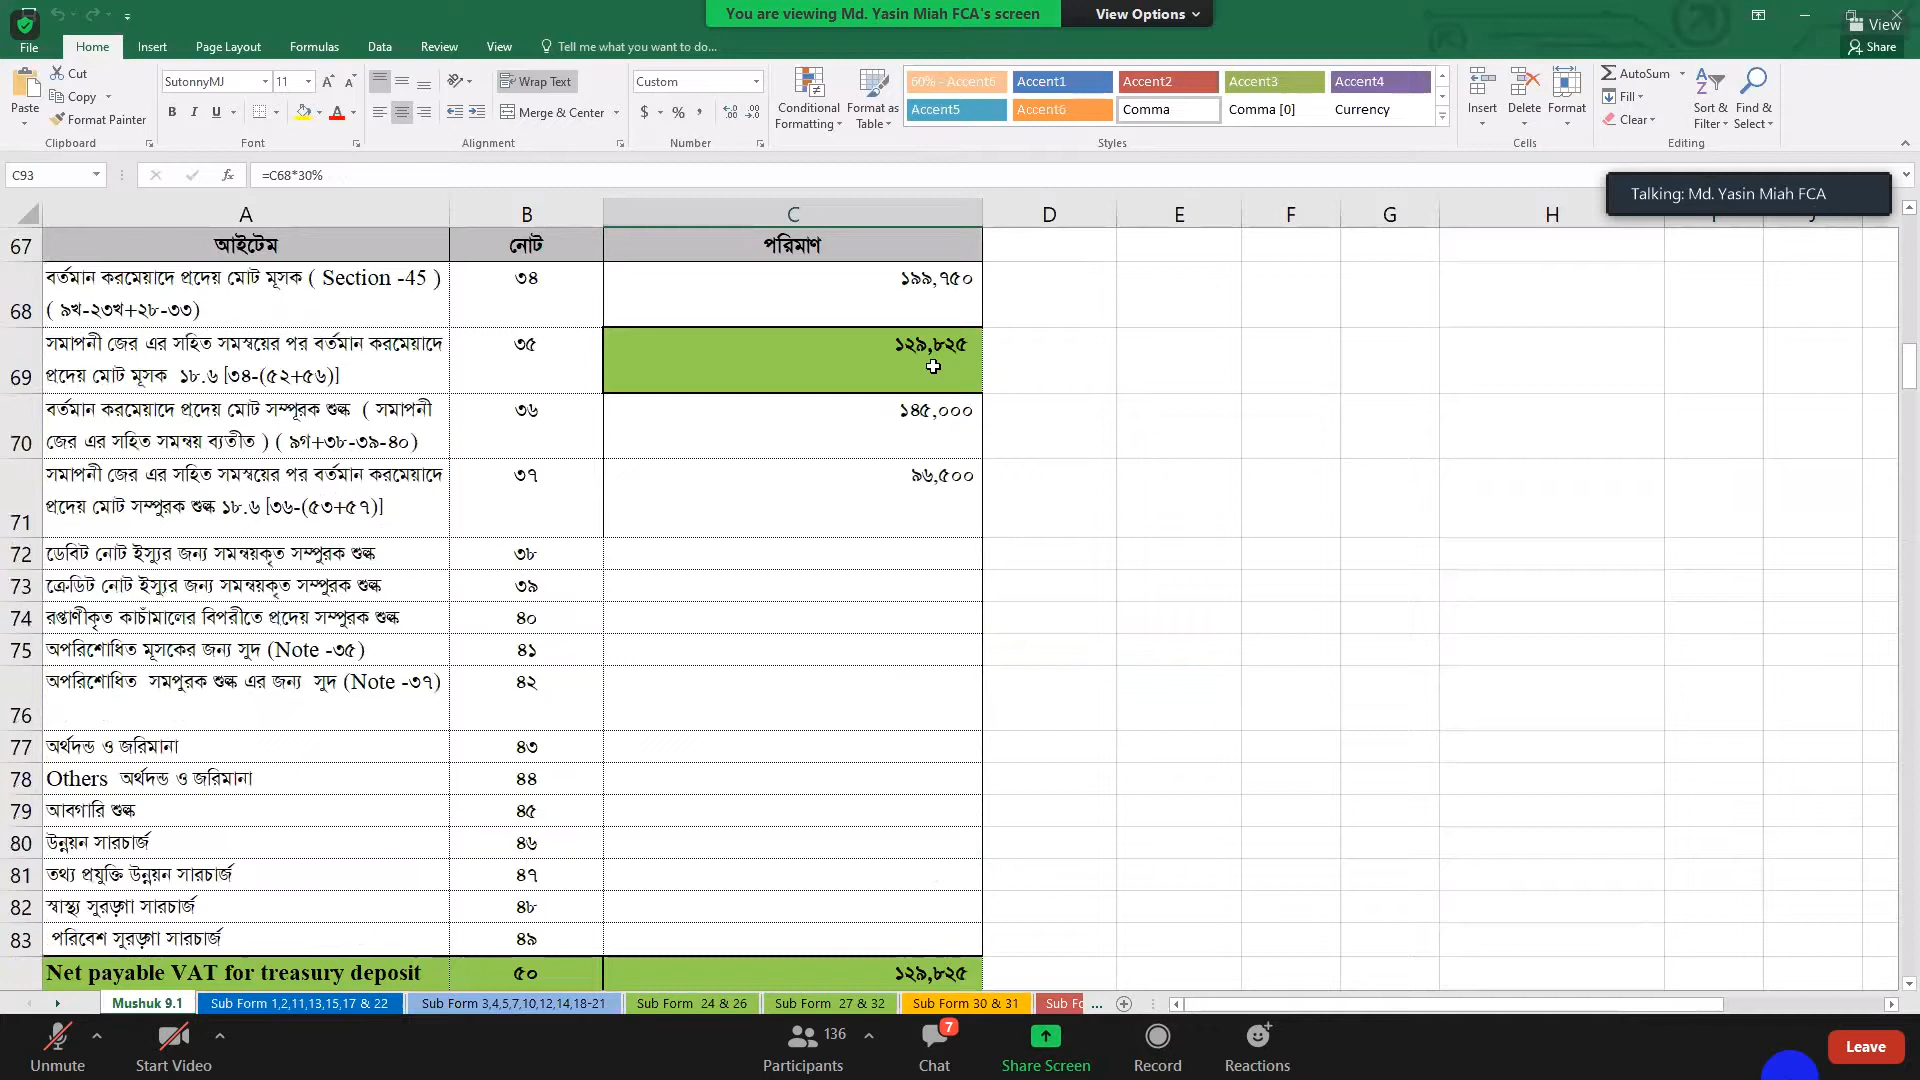 You are viewing Md. Yasin Miah FCA's screen
View Options
View
File
Home
Insert
Page Layout
Formulas
Data
Review
View
Tell me what you want to do...
Share
Paste
Cut
Copy
Format Painter
Clipboard
SutonnyMJ
11
B I U
Font
Wrap Text
Merge & Center
Alignment
Custom
$ % ,
Number
Conditional Formatting
Format as Table
60% - Accent6
Accent1
Accent2
Accent3
Accent4
Accent5
Accent6
Comma
Comma [0]
Currency
Styles
Insert
Delete
Format
Cells
AutoSum
Fill
Clear
Sort & Filter
Find & Select
Editing
C93
fx
=C68*30%
Talking: Md. Yasin Miah FCA
A B C D E F G H
67 আইটেম নোট পরিমাণ
68 বর্তমান করমেয়াদে প্রদেয় মোট মূসক ( Section -45 ) ৩৪ ১৯৯,৭৫০
( ৯খ-২৩খ+২৮-৩৩)
69 সমাপনী জের এর সহিত সমস্বয়ের পর বর্তমান করমেয়াদে ৩৫ ১২৯,৮২৫
প্রদেয় মোট মূসক ১৮.৬ [৩৪-(৫২+৫৬)]
70 বর্তমান করমেয়াদে প্রদেয় মোট সম্পূরক শুল্ক ( সমাপনী ৩৬ ১৪৫,০০০
জের এর সহিত সমন্বয় ব্যতীত ) ( ৯গ+৩৮-৩৯-৪০)
71 সমাপনী জের এর সহিত সমস্বয়ের পর বর্তমান করমেয়াদে ৩৭ ৯৬,৫০০
প্রদেয় মোট সম্পুরক শুল্ক ১৮.৬ [৩৬-(৫৩+৫৭)]
72 ডেবিট নোট ইস্যুর জন্য সমন্বয়কৃত সম্পুরক শুল্ক ৩৮
73 ক্রেডিট নোট ইস্যুর জন্য সমন্বয়কৃত সম্পুরক শুল্ক ৩৯
74 রপ্তাণীকৃত কাচাঁমালের বিপরীতে প্রদেয় সম্পুরক শুল্ক ৪০
75 অপরিশোধিত মূসকের জন্য সুদ (Note -৩৫) ৪১
76 অপরিশোধিত সমপুরক শুল্ক এর জন্য সুদ (Note -৩৭) ৪২
77 অর্থদন্ড ও জরিমানা ৪৩
78 Others অর্থদন্ড ও জরিমানা ৪৪
79 আবগারি শুল্ক ৪৫
80 উন্নয়ন সারচার্জ ৪৬
81 তথ্য প্রযুক্তি উন্নয়ন সারচার্জ ৪৭
82 স্বাস্থ্য সারচার্জ ৪৮
83 পরিবেশ সারচার্জ ৪৯
Net payable VAT for treasury deposit ৫০ ১২৯,৮২৫
Mushuk 9.1
Sub Form 1,2,11,13,15,17 & 22
Sub Form 3,4,5,7,10,12,14,18-21
Sub Form 24 & 26
Sub Form 27 & 32
Sub Form 30 & 31
Sub Fo
...
Unmute
Start Video
136
Participants
7
Chat
Share Screen
Record
Reactions
Leave